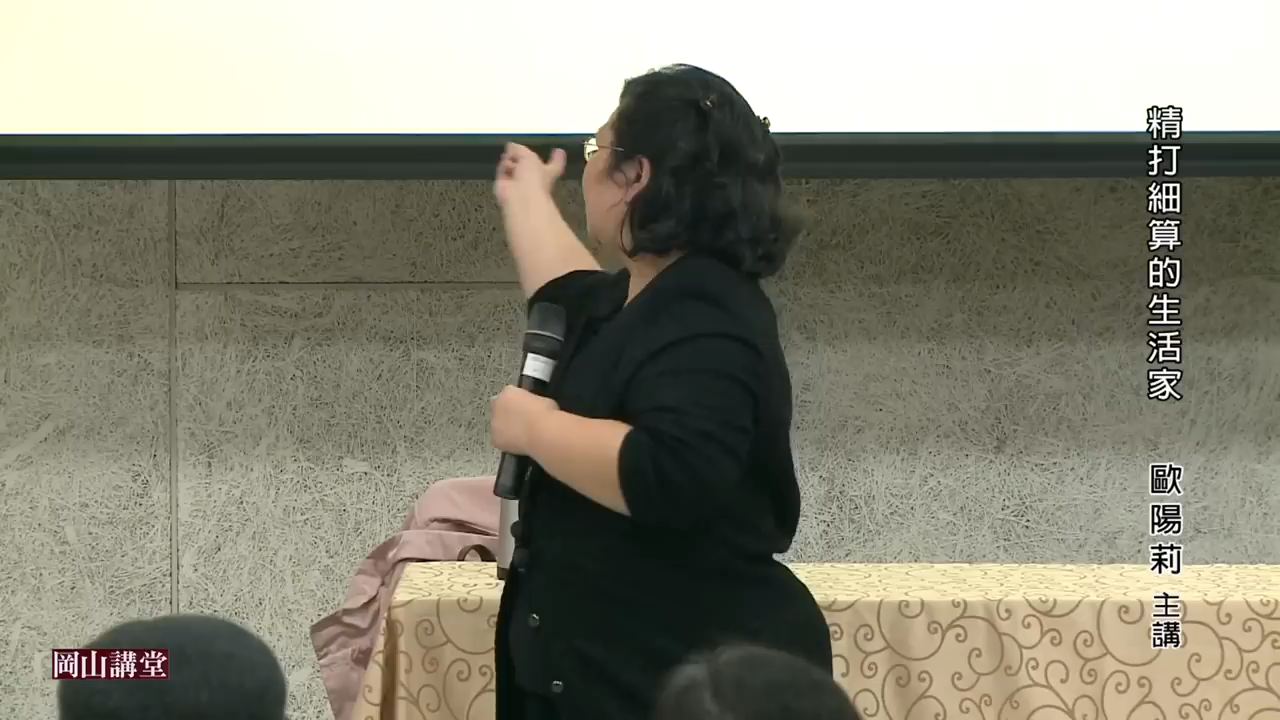 精打細算的生活家
歐陽莉 主講
岡山講堂